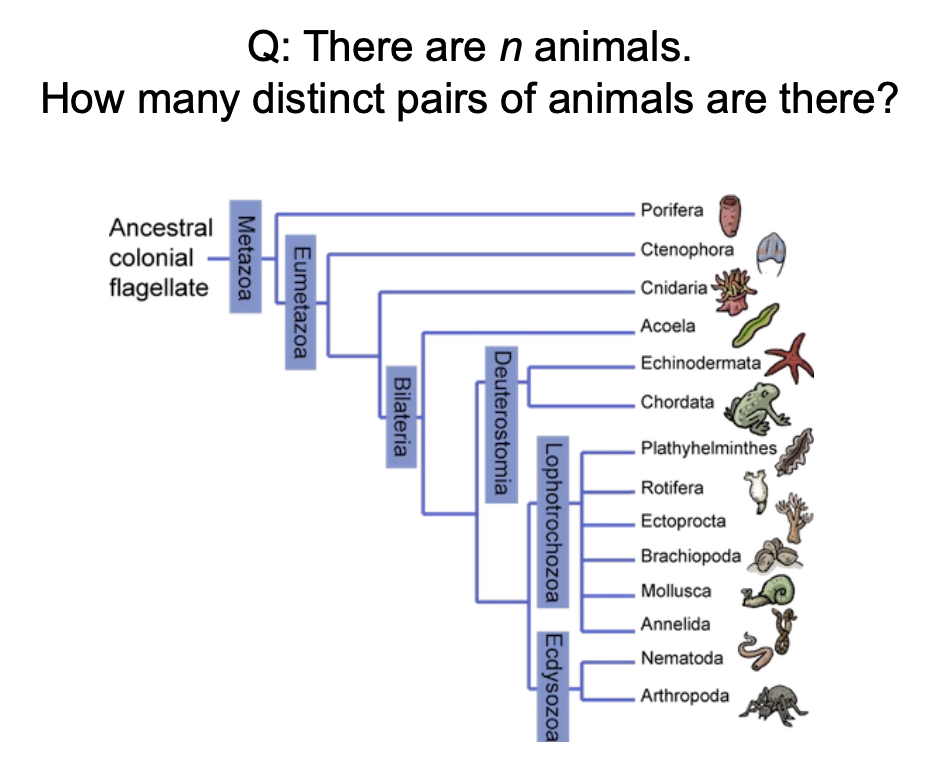 Q: There are n animals.
How many distinct pairs of animals are there?
Ancestral
colonial
flagellate
Metazoa
Eumetazoa
Bilateria
Deuterostomia
Lophotrochozoa
Ecdysozoa
Porifera
Ctenophora
Cnidaria
Acoela
Echinodermata
Chordata
Plathyhelminthes
Rotifera
Ectoprocta
Brachiopoda
Mollusca
Annelida
Nematoda
Arthropoda